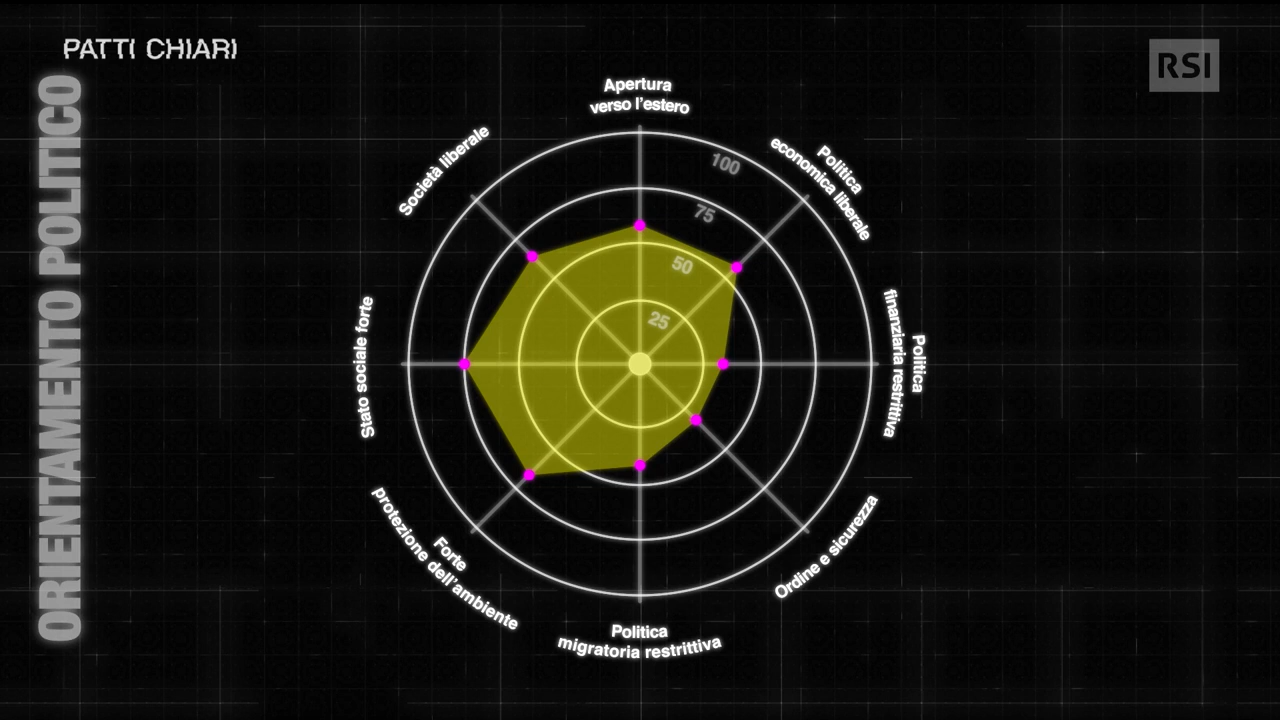 PATTI CHIARI
RSI
ORIENTAMENTO POLITICO
Apertura
verso l'estero
Politica
economica liberale
Politica
finanziaria restrittiva
Ordine e sicurezza
Politica
migratoria restrittiva
Forte
protezione dell'ambiente
Stato sociale forte
Società liberale
100
75
50
25